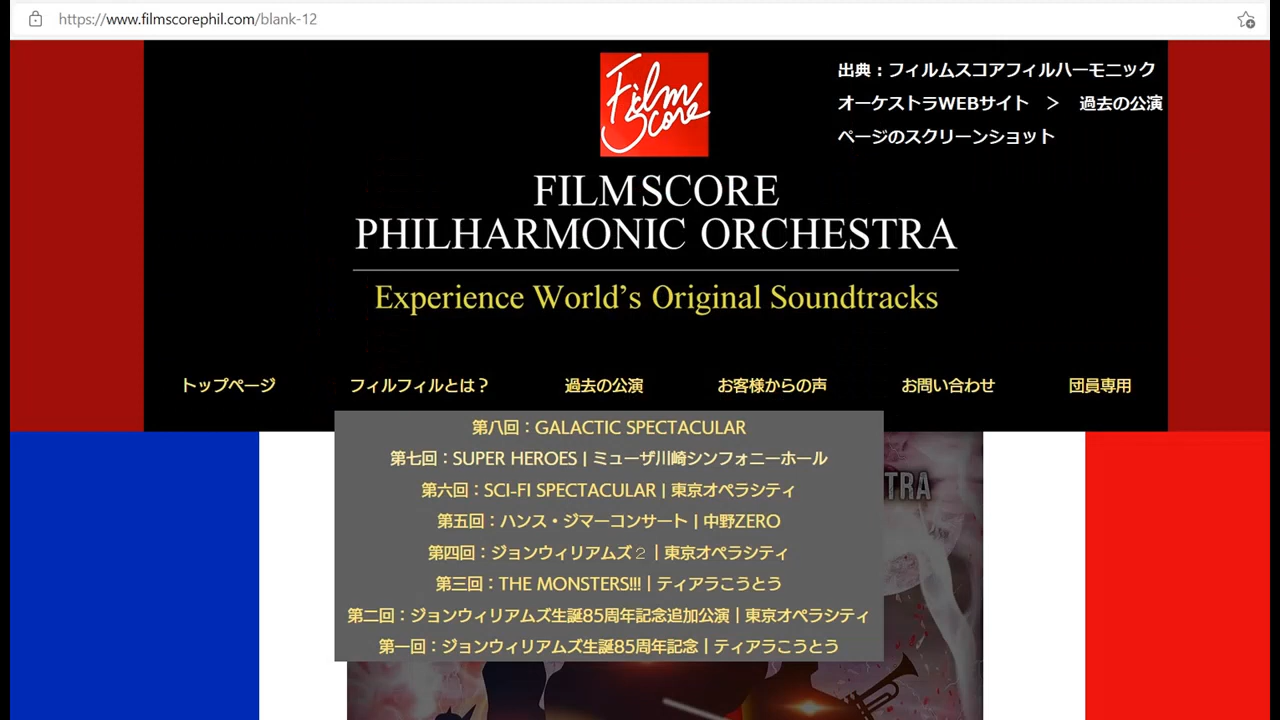 https://www.filmscorephil.com/blank-12
Film
Score
出典：フィルムスコアフィルハーモニック
オーケストラWEBサイト　＞　過去の公演
ページのスクリーンショット
FILMSCORE
PHILHARMONIC ORCHESTRA
Experience World's Original Soundtracks
トップページ フィルフィルとは？ 過去の公演 お客様からの声 お問い合わせ 団員専用
第八回：GALACTIC SPECTACULAR
第七回：SUPER HEROES | ミューザ川崎シンフォニーホール
第六回：SCI-FI SPECTACULAR | 東京オペラシティ
第五回：ハンス・ジマーコンサート | 中野ZERO
第四回：ジョンウィリアムズ２ | 東京オペラシティ
第三回：THE MONSTERS!!! | ティアラこうとう
第二回：ジョンウィリアムズ生誕85周年記念追加公演 | 東京オペラシティ
第一回：ジョンウィリアムズ生誕85周年記念 | ティアラこうとう